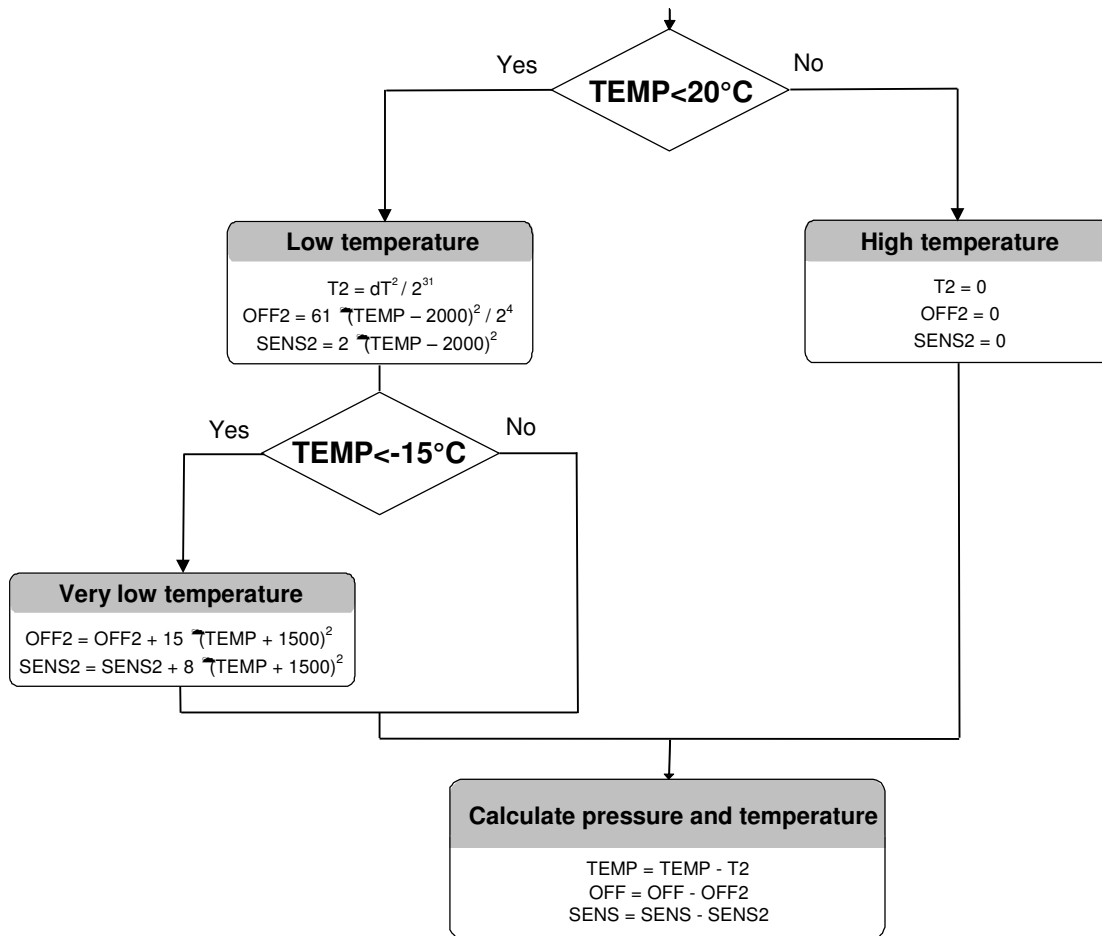 Yes
No
TEMP<20°C
Low temperature
T2 = dT² / 2³¹
OFF2 = 61 (TEMP – 2000)² / 2⁴
SENS2 = 2 (TEMP – 2000)²
High temperature
T2 = 0
OFF2 = 0
SENS2 = 0
Yes
No
TEMP<-15°C
Very low temperature
OFF2 = OFF2 + 15 (TEMP + 1500)²
SENS2 = SENS2 + 8 (TEMP + 1500)²
Calculate pressure and temperature
TEMP = TEMP - T2
OFF = OFF - OFF2
SENS = SENS - SENS2